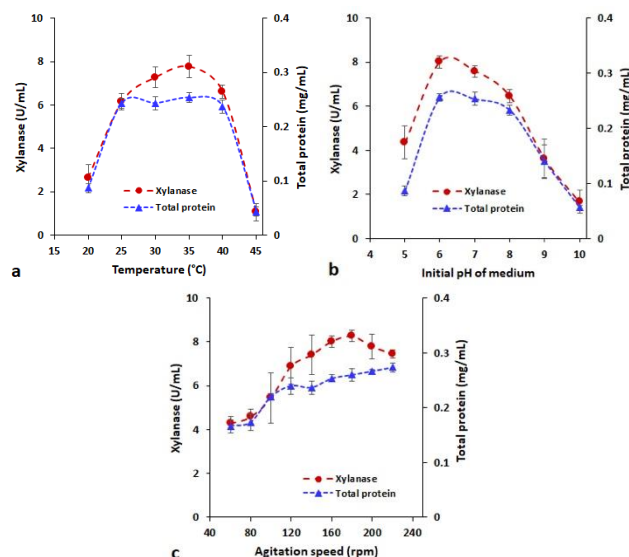 10
8
6
4
2
0
Xylanase (U/mL)
0.4
0.3
0.2
0.1
0
Total protein (mg/mL)
Xylanase
Total protein
15 20 25 30 35 40 45
Temperature (°C)
a
10
8
6
4
2
0
Xylanase (U/mL)
0.4
0.3
0.2
0.1
0
Total protein (mg/mL)
Xylanase
Total protein
4 5 6 7 8 9 10
Initial pH of medium
b
10
8
6
4
2
0
Xylanase (U/mL)
0.4
0.3
0.2
0.1
0
Total protein (mg/mL)
Xylanase
Total protein
40 80 120 160 200 240
Agitation speed (rpm)
c